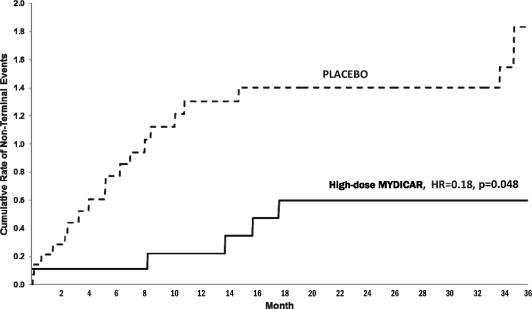 Cumulative Rate of Non-Terminal Events
2.0
1.8
1.6
1.4
1.2
1.0
0.8
0.6
0.4
0.2
0.0
PLACEBO
High-dose MYDICAR, HR=0.18, p=0.048
2 4 6 8 10 12 14 16 18 20 22 24 26 28 30 32 34 36
Month